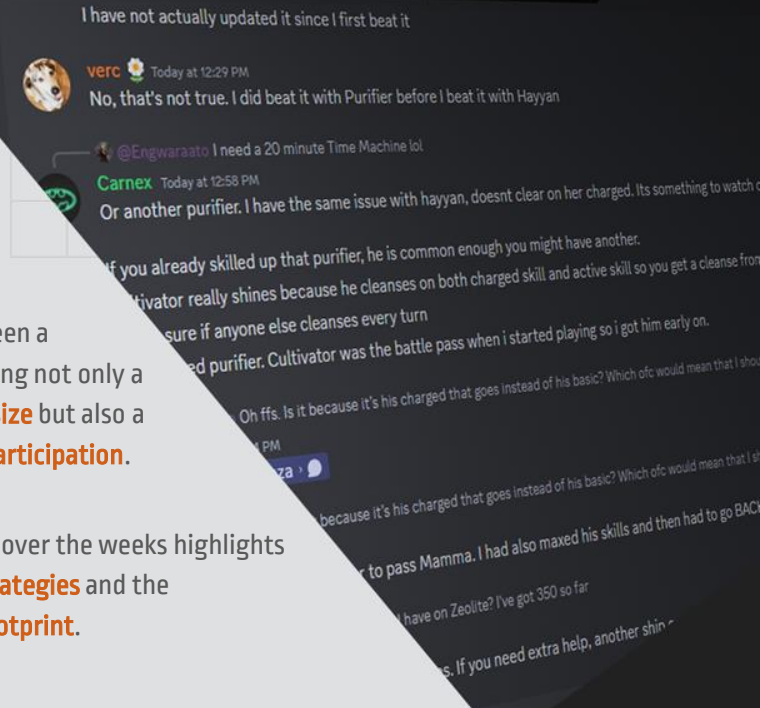 I have not actually updated it since I first beat it
verc Today at 12:29 PM
No, that's not true. I did beat it with Purifier before I beat it with Hayyan
@Engwaraato I need a 20 minute Time Machine lol
Carnex Today at 12:58 PM
Or another purifier. I have the same issue with hayyan, doesnt clear on her charged. Its something to watch
If you already skilled up that purifier, he is common enough you might have another.
tivator really shines because he cleanses on both charged skill and active skill so you get a cleanse from
sure if anyone else cleanses every turn
ed purifier. Cultivator was the battle pass when i started playing so i got him early on.
Oh ffs. Is it because it's his charged that goes instead of his basic? Which ofc would mean that I shou
PM
za ›
because it's his charged that goes instead of his basic? Which ofc would mean that I sh
to pass Mamma. I had also maxed his skills and then had to go BACK
have on Zeolite? I've got 350 so far
s. If you need extra help, another ship
een a
ng not only a
ize but also a
articipation.
over the weeks highlights
ategies and the
otprint.